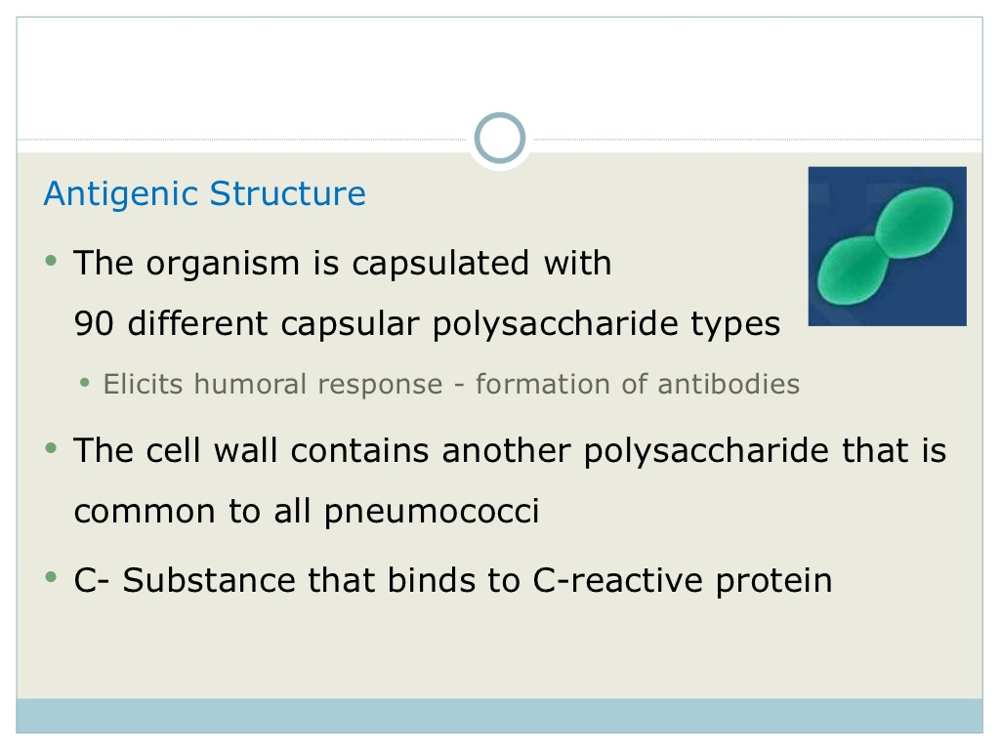 Antigenic Structure
• The organism is capsulated with
90 different capsular polysaccharide types
• Elicits humoral response - formation of antibodies
• The cell wall contains another polysaccharide that is
common to all pneumococci
• C- Substance that binds to C-reactive protein